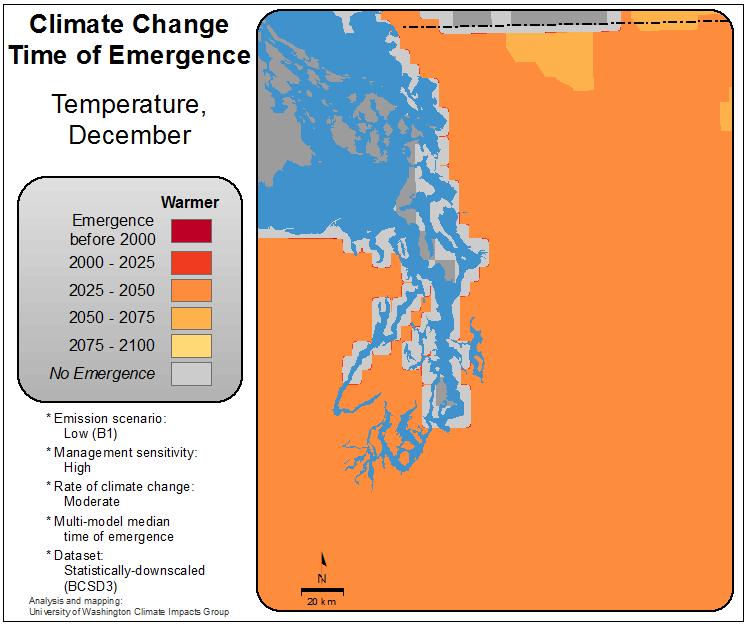 Climate Change
Time of Emergence
Temperature,
December
Warmer
Emergence
before 2000
2000 - 2025
2025 - 2050
2050 - 2075
2075 - 2100
No Emergence
* Emission scenario:
Low (B1)
* Management sensitivity:
High
* Rate of climate change:
Moderate
* Multi-model median
time of emergence
* Dataset:
Statistically-downscaled
(BCSD3)
Analysis and mapping:
University of Washington Climate Impacts Group
N
20 km